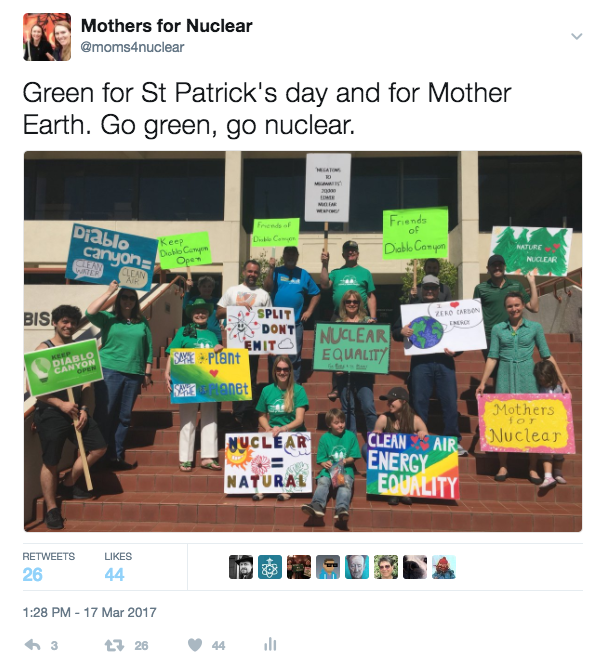 Mothers for Nuclear
@moms4nuclear
Green for St Patrick's day and for Mother
Earth. Go green, go nuclear.
"MEGATONS
TO
MEGAWATTS"
20,000
NUCLEAR
WEAPONS!
Diablo
canyon=
CLEAN
WATER
CLEAN
AIR
Keep
Diablo Canyon
Open
Friends of
Diablo Canyon
Friends
of
Diablo Canyon
NATURE
NUCLEAR
BIS
KEEP
DIABLO
CANYON
OPEN
SPLIT
DONT
EMIT
SAVE Plant
SAVE Planet
NUCLEAR
EQUALITY
I
ZERO CARBON
ENERGY
Mothers
for
Nuclear
NUCLEAR
=
NATURAL
CLEAN AIR
ENERGY
EQUALITY
RETWEETS
26
LIKES
44
1:28 PM - 17 Mar 2017
3
26
44